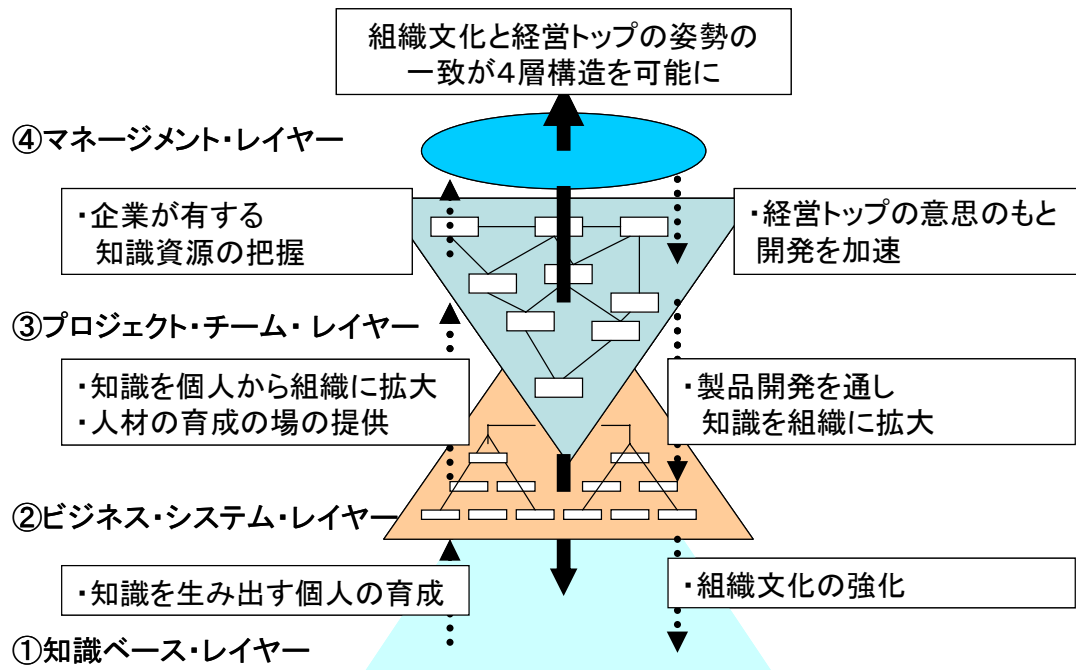 組織文化と経営トップの姿勢の
一致が4層構造を可能に
④マネージメント・レイヤー
・企業が有する
知識資源の把握
・経営トップの意思のもと
開発を加速
③プロジェクト・チーム・ レイヤー
・知識を個人から組織に拡大
・人材の育成の場の提供
・製品開発を通し
知識を組織に拡大
②ビジネス・システム・レイヤー
・知識を生み出す個人の育成
・組織文化の強化
①知識ベース・レイヤー